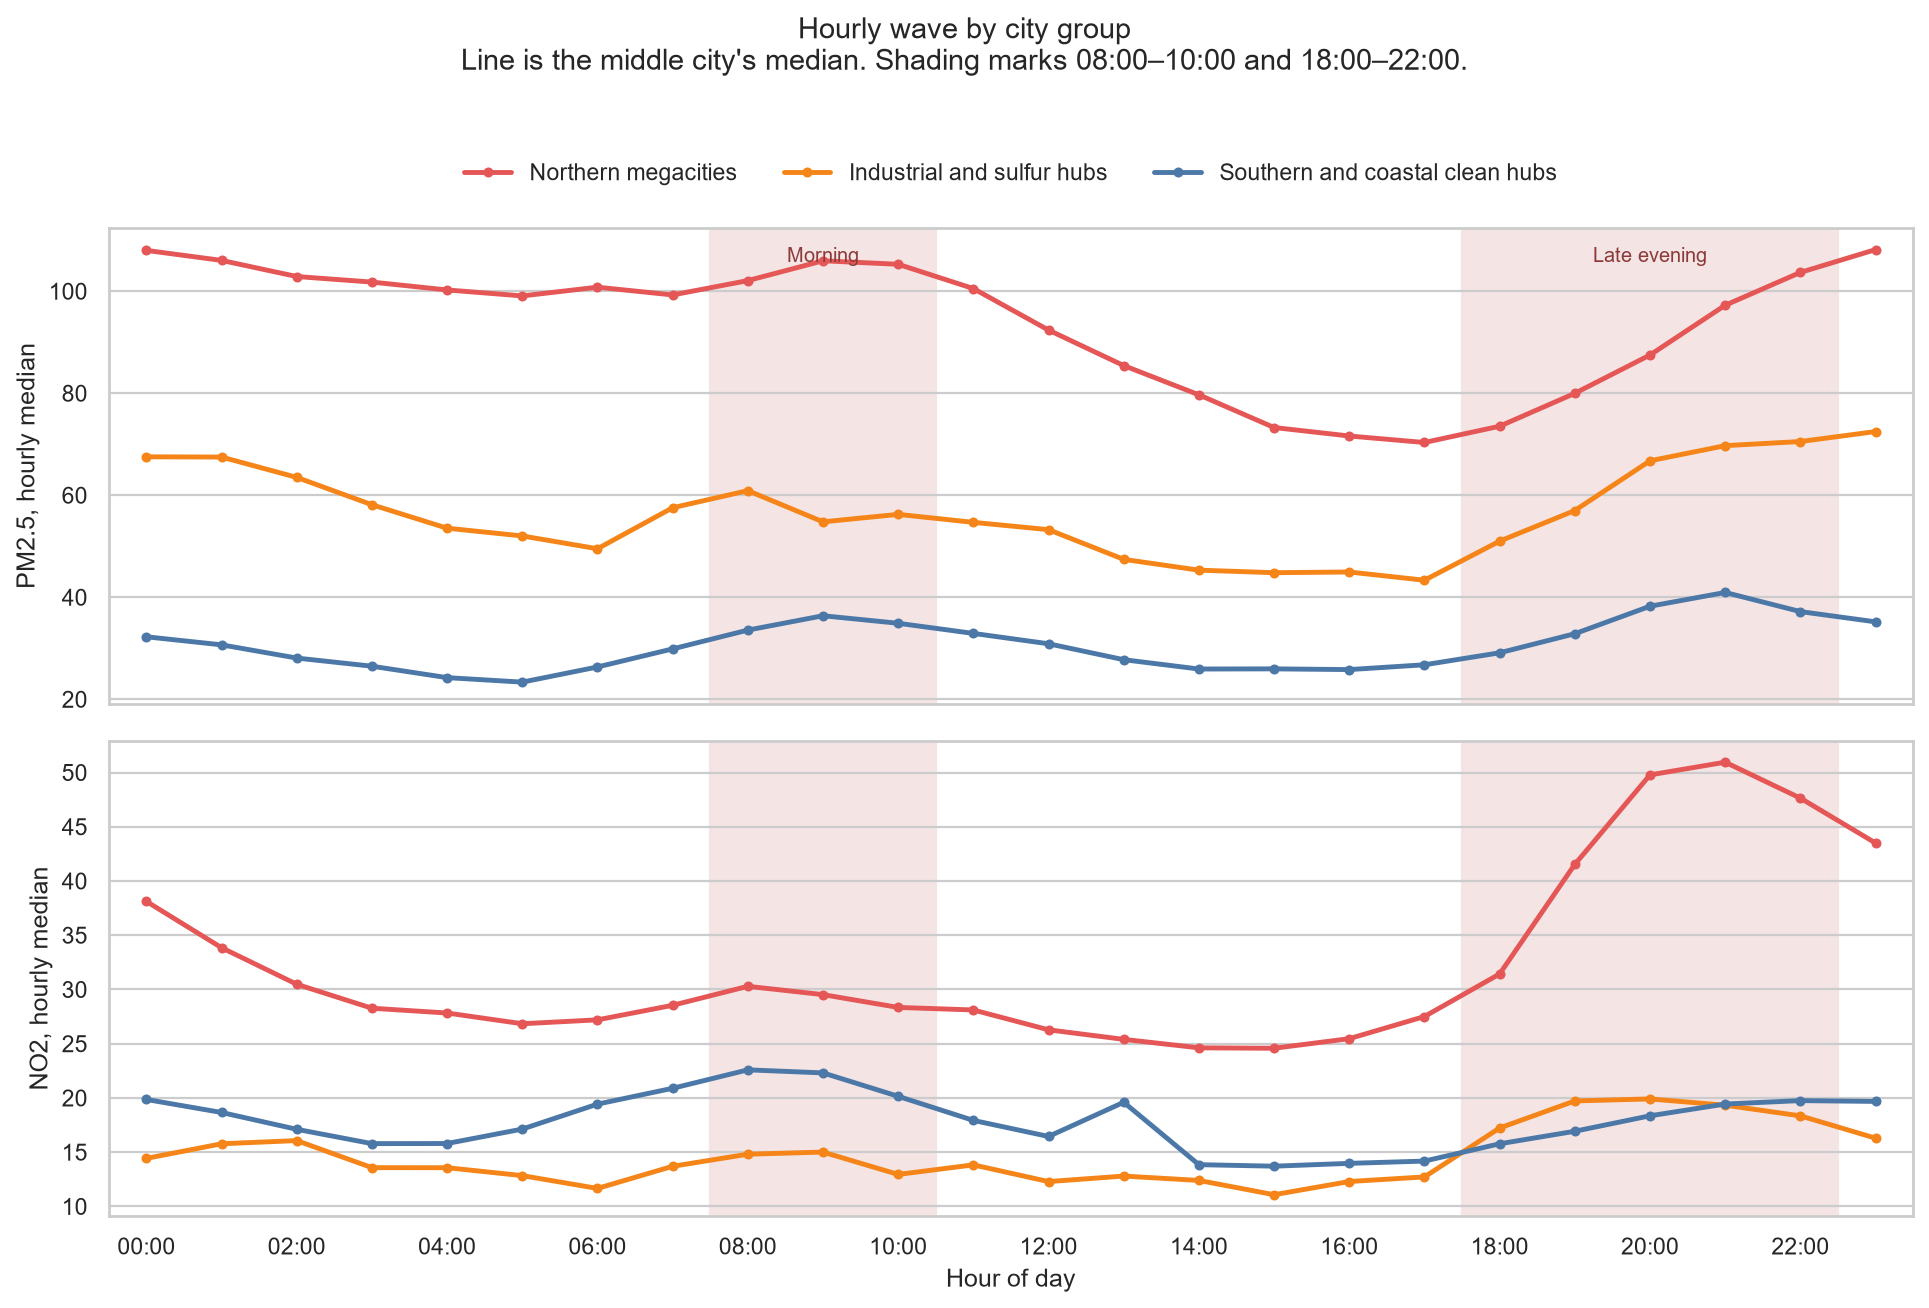 Hourly wave by city group
Line is the middle city's median. Shading marks 08:00–10:00 and 18:00–22:00.
Northern megacities
Industrial and sulfur hubs
Southern and coastal clean hubs
Morning
Late evening
PM2.5, hourly median
100
80
60
40
20
NO2, hourly median
50
45
40
35
30
25
20
15
10
00:00 02:00 04:00 06:00 08:00 10:00 12:00 14:00 16:00 18:00 20:00 22:00
Hour of day